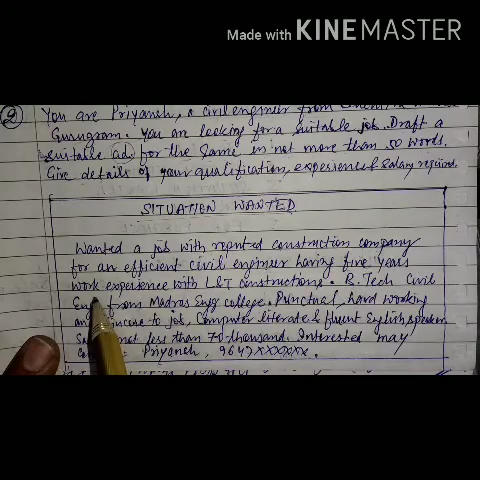 Made with KINEMASTER
2 You are Priyansh, a civil engineer from
Gurugram. You are looking for a suitable job. Draft a
suitable ad. for the same in not more than 50 words.
Give details of your qualification, experience & salary required.
SITUATION WANTED
Wanted a job with reputed construction company
for an efficient civil engineer having five years
work experience with L&T constructions. B.Tech Civil
from Madras Engg college. Punctual, hard working
sincere to job, Computer literate & fluent English speaker.
not less than 70 thousand. Interested may
Priyansh, 9647xxxxxx.